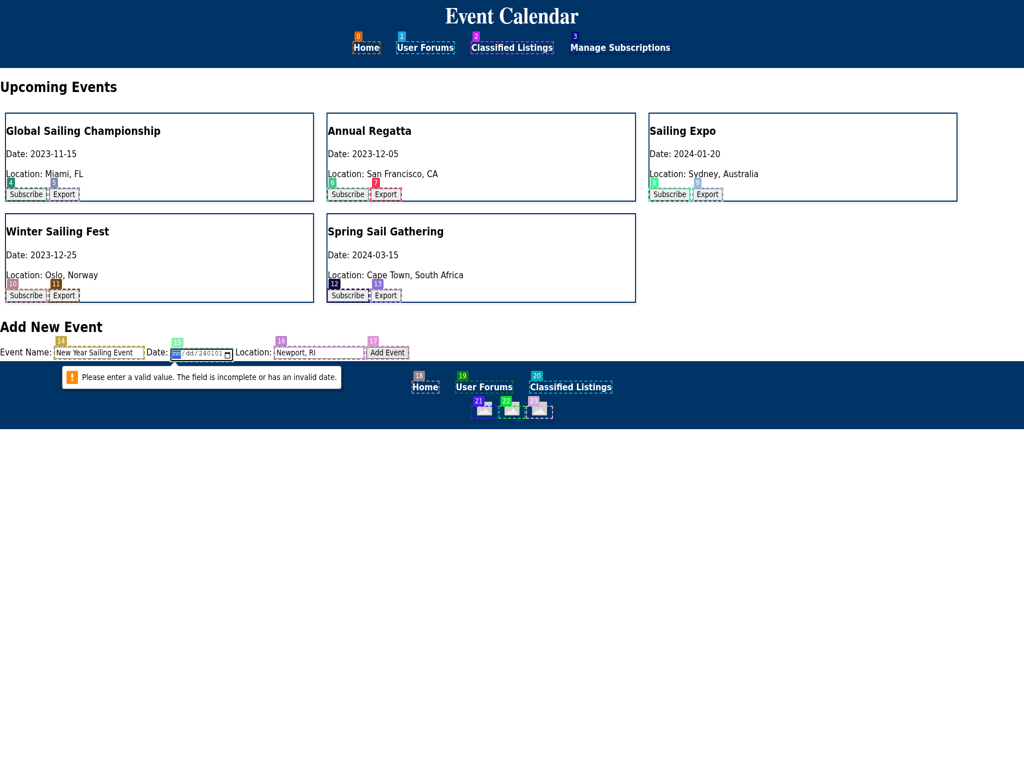 Event Calendar
0 1 2 3
Home User Forums Classified Listings Manage Subscriptions
Upcoming Events
Global Sailing Championship
Date: 2023-11-15
Location: Miami, FL
4 5
Subscribe Export
Annual Regatta
Date: 2023-12-05
Location: San Francisco, CA
6 7
Subscribe Export
Sailing Expo
Date: 2024-01-20
Location: Sydney, Australia
8 9
Subscribe Export
Winter Sailing Fest
Date: 2023-12-25
Location: Oslo, Norway
10 11
Subscribe Export
Spring Sail Gathering
Date: 2024-03-15
Location: Cape Town, South Africa
12 13
Subscribe Export
Add New Event
14 15 16 17
Event Name: New Year Sailing Event Date: /dd/240101 Location: Newport, RI Add Event
! Please enter a valid value. The field is incomplete or has an invalid date.
18 19 20
Home User Forums Classified Listings
21 22 23